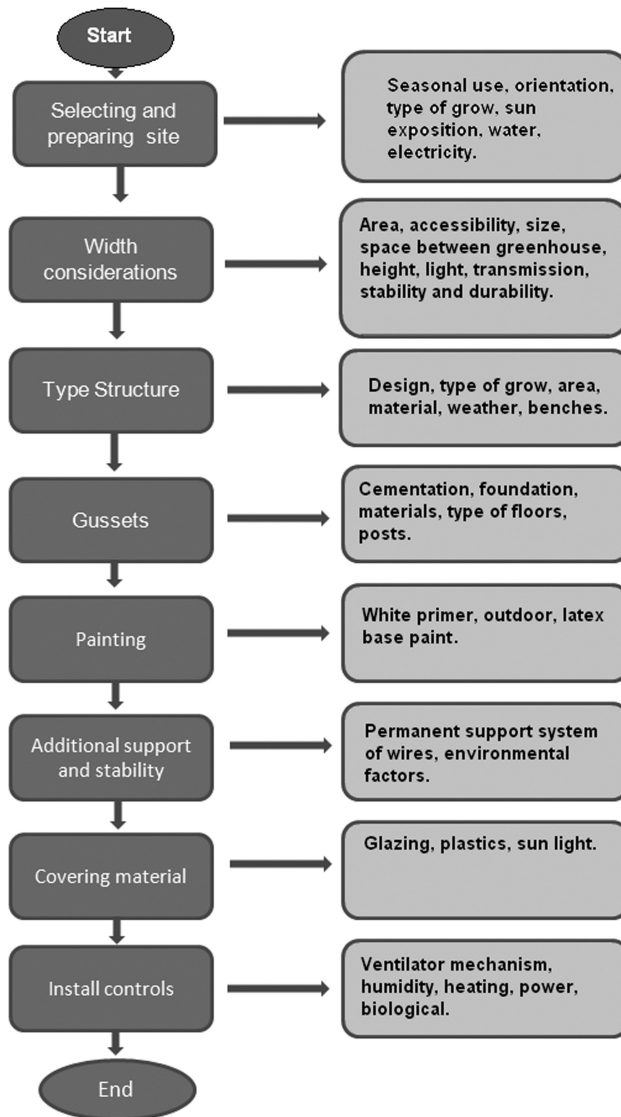 Start
Selecting and
preparing site
Seasonal use, orientation,
type of grow, sun
exposition, water,
electricity.
Width
considerations
Area, accessibility, size,
space between greenhouse,
height, light, transmission,
stability and durability.
Type Structure
Design, type of grow, area,
material, weather, benches.
Gussets
Cementation, foundation,
materials, type of floors,
posts.
Painting
White primer, outdoor, latex
base paint.
Additional support
and stability
Permanent support system
of wires, environmental
factors.
Covering material
Glazing, plastics, sun light.
Install controls
Ventilator mechanism,
humidity, heating, power,
biological.
End